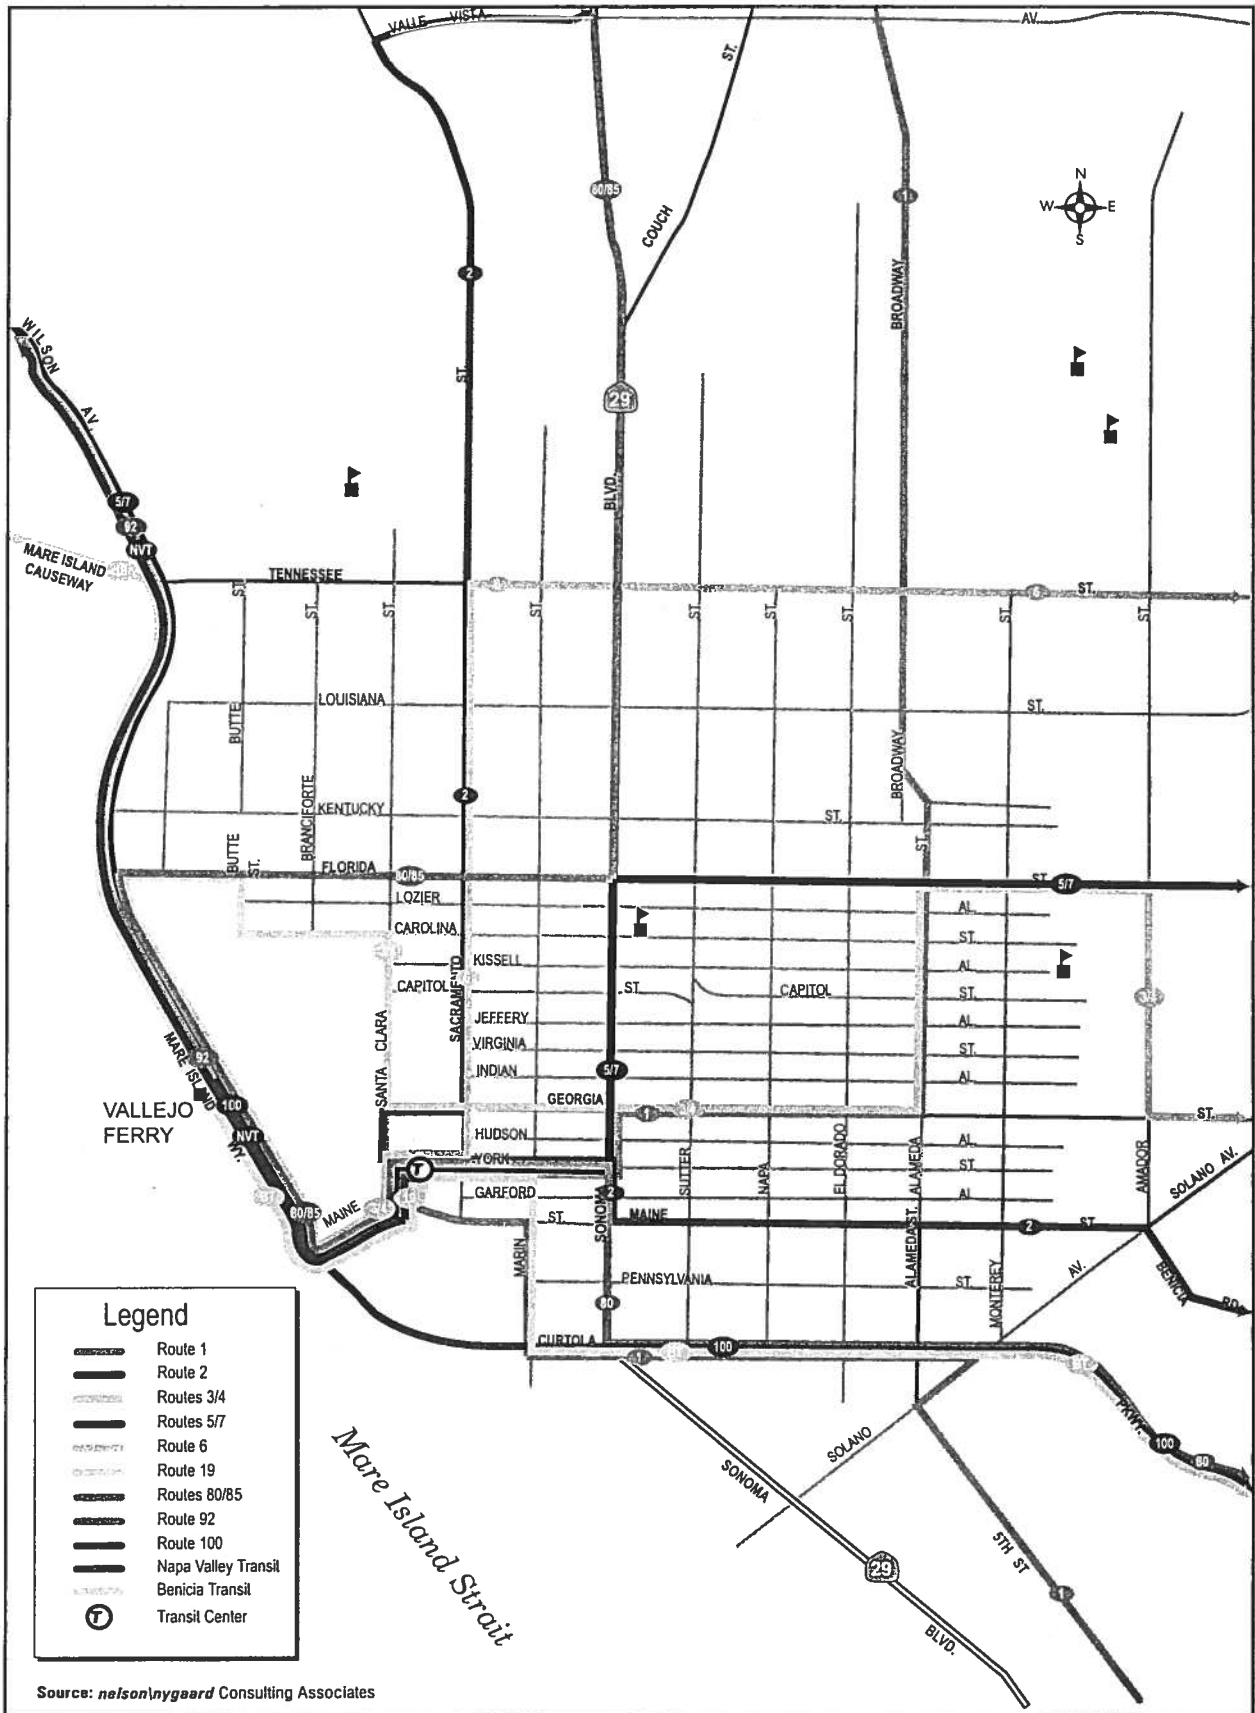 VALLE VISTA
AV.
ST.
80/85
COUCH
1
N
W E
S
2
BROADWAY
WILSON
AV.
ST.
29
BLVD.
5/7
92
NVT
MARE ISLAND
CAUSEWAY
TENNESSEE
ST.
6
ST.
ST.
ST.
ST.
ST.
ST.
ST.
ST.
ST.
LOUISIANA
ST.
BUTTE
BROADWAY
2
BRANCIFORTE
KENTUCKY
ST.
ST.
BUTTE
ST.
FLORIDA
80/85
ST.
5/7
LOZIER
AL.
CAROLINA
ST.
KISSELL
AL.
CAPITOL
ST.
CAPITOL
ST.
SACRAMENTO
JEFFERY
AL.
SANTA CLARA
VIRGINIA
ST.
INDIAN
5/7
AL.
92
MARE ISLAND
WY.
100
NVT
VALLEJO
FERRY
GEORGIA
1
ST.
HUDSON
AL.
YORK
ST.
T
SUTTER
NAPA
ELDORADO
ALAMEDA
AMADOR
SOLANO AV.
GARFORD
2
AL.
80/85
MAINE
ST.
SONOMA
MAINE
2
ST.
MARIN
ALAMEDA ST.
PENNSYLVANIA
ST.
MONTEREY
AV.
BENICIA
RD.
80
CURTOLA
1
100
PKWY.
100
80
SOLANO
SONOMA
5TH ST
29
1
BLVD.
Mare Island Strait
Legend
Route 1
Route 2
Routes 3/4
Routes 5/7
Route 6
Route 19
Routes 80/85
Route 92
Route 100
Napa Valley Transit
Benicia Transit
T Transit Center
Source: nelson\nygaard Consulting Associates